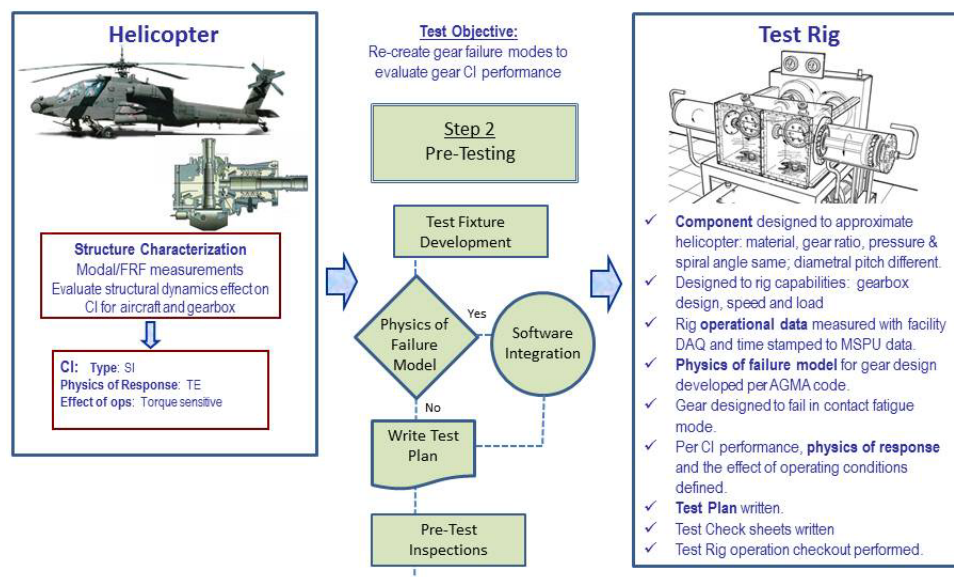 Helicopter
Structure Characterization
Modal/FRF measurements
Evaluate structural dynamics effect on
CI for aircraft and gearbox
CI: Type: SI
Physics of Response: TE
Effect of ops: Torque sensitive
Test Objective:
Re-create gear failure modes to
evaluate gear CI performance
Step 2
Pre-Testing
Test Fixture
Development
Physics of
Failure
Model
Yes
Software
Integration
No
Write Test
Plan
Pre-Test
Inspections
Test Rig
✓ Component designed to approximate
helicopter: material, gear ratio, pressure &
spiral angle same; diametral pitch different.
✓ Designed to rig capabilities: gearbox
design, speed and load
✓ Rig operational data measured with facility
DAQ and time stamped to MSPU data.
✓ Physics of failure model for gear design
developed per AGMA code.
✓ Gear designed to fail in contact fatigue
mode.
✓ Per CI performance, physics of response
and the effect of operating conditions
defined.
✓ Test Plan written.
✓ Test Check sheets written
✓ Test Rig operation checkout performed.